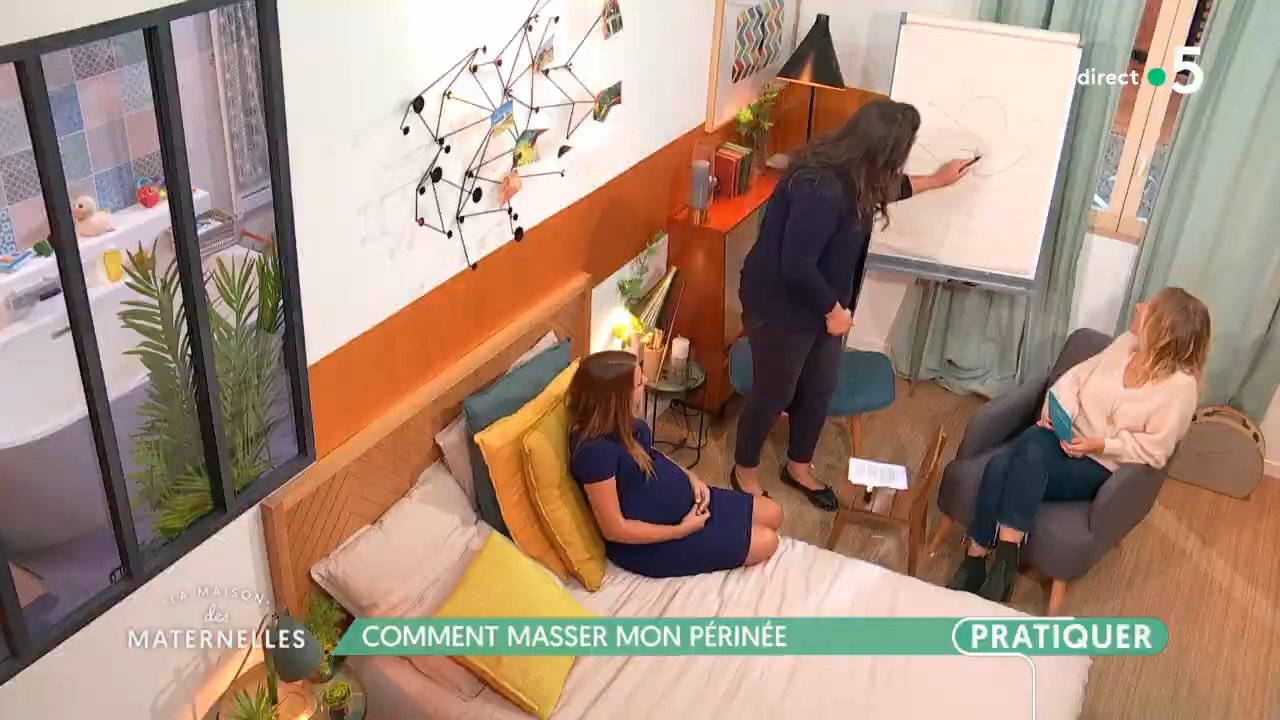 direct 5
LA MAISON
des
MATERNELLES
COMMENT MASSER MON PÉRINÉE
PRATIQUER